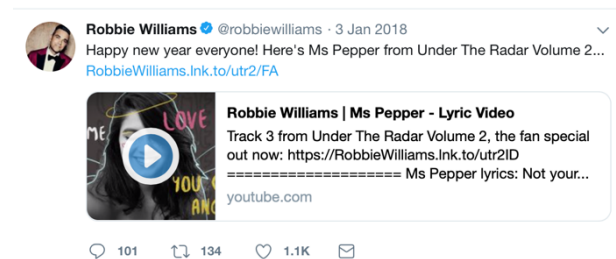 Robbie Williams @robbiewilliams · 3 Jan 2018
Happy new year everyone! Here's Ms Pepper from Under The Radar Volume 2...
RobbieWilliams.lnk.to/utr2/FA
ME
LOVE
YOU
AND
Robbie Williams | Ms Pepper - Lyric Video
Track 3 from Under The Radar Volume 2, the fan special
out now: https://RobbieWilliams.lnk.to/utr2ID
==================== Ms Pepper lyrics: Not your...
youtube.com
101 134 1.1K